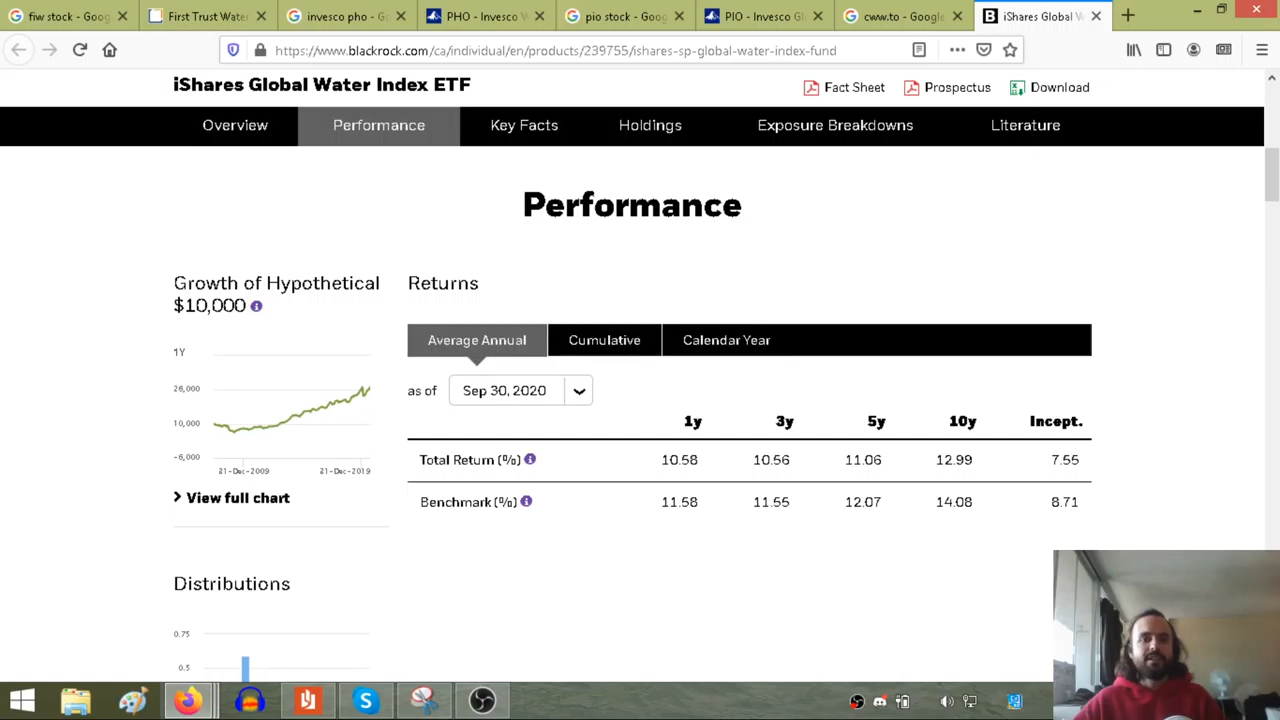 fiw stock - Goog
First Trust Water
invesco pho - G
PHO - Invesco V
pio stock - Goog
PIO - Invesco Gl
cww.to - Google
iShares Global W
https://www.blackrock.com/ca/individual/en/products/239755/ishares-sp-global-water-index-fund
iShares Global Water Index ETF
Fact Sheet
Prospectus
Download
Overview
Performance
Key Facts
Holdings
Exposure Breakdowns
Literature
Performance
Growth of Hypothetical
$10,000
1Y
26,000
10,000
-6,000
21-Dec-2009
21-Dec-2019
View full chart
Distributions
0.75
0.5
Returns
Average Annual
Cumulative
Calendar Year
as of
Sep 30, 2020
1y 3y 5y 10y Incept.
Total Return (%) 10.58 10.56 11.06 12.99 7.55
Benchmark (%) 11.58 11.55 12.07 14.08 8.71